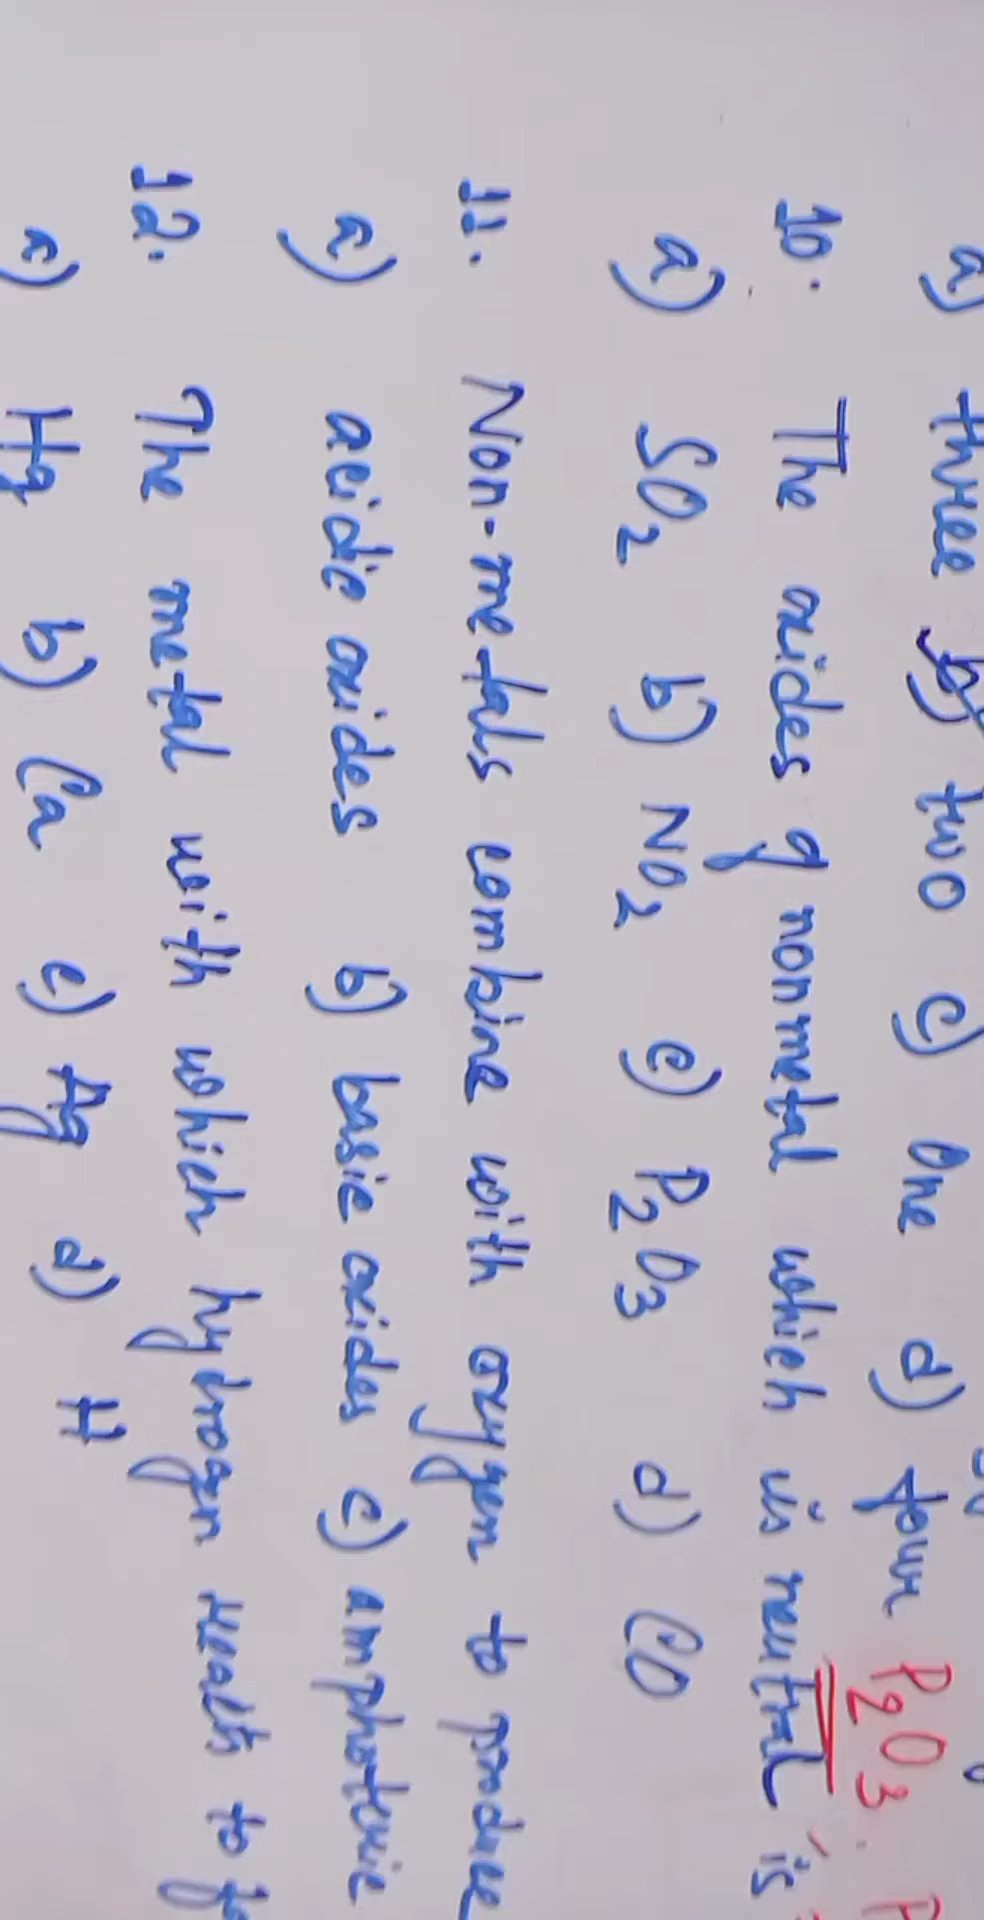 a) three b) two c) one d) four
P2O3. P
10. The oxides of nonmetal which is neutral is
a) SO2 b) NO2 c) P2O3 d) CO
11. Non-metals combine with oxygen to produce
a) acidic oxides b) basic oxides c) amphoteric
12. The metal with which hydrogen reacts to
a) Hg b) Ca c) Ag d) H